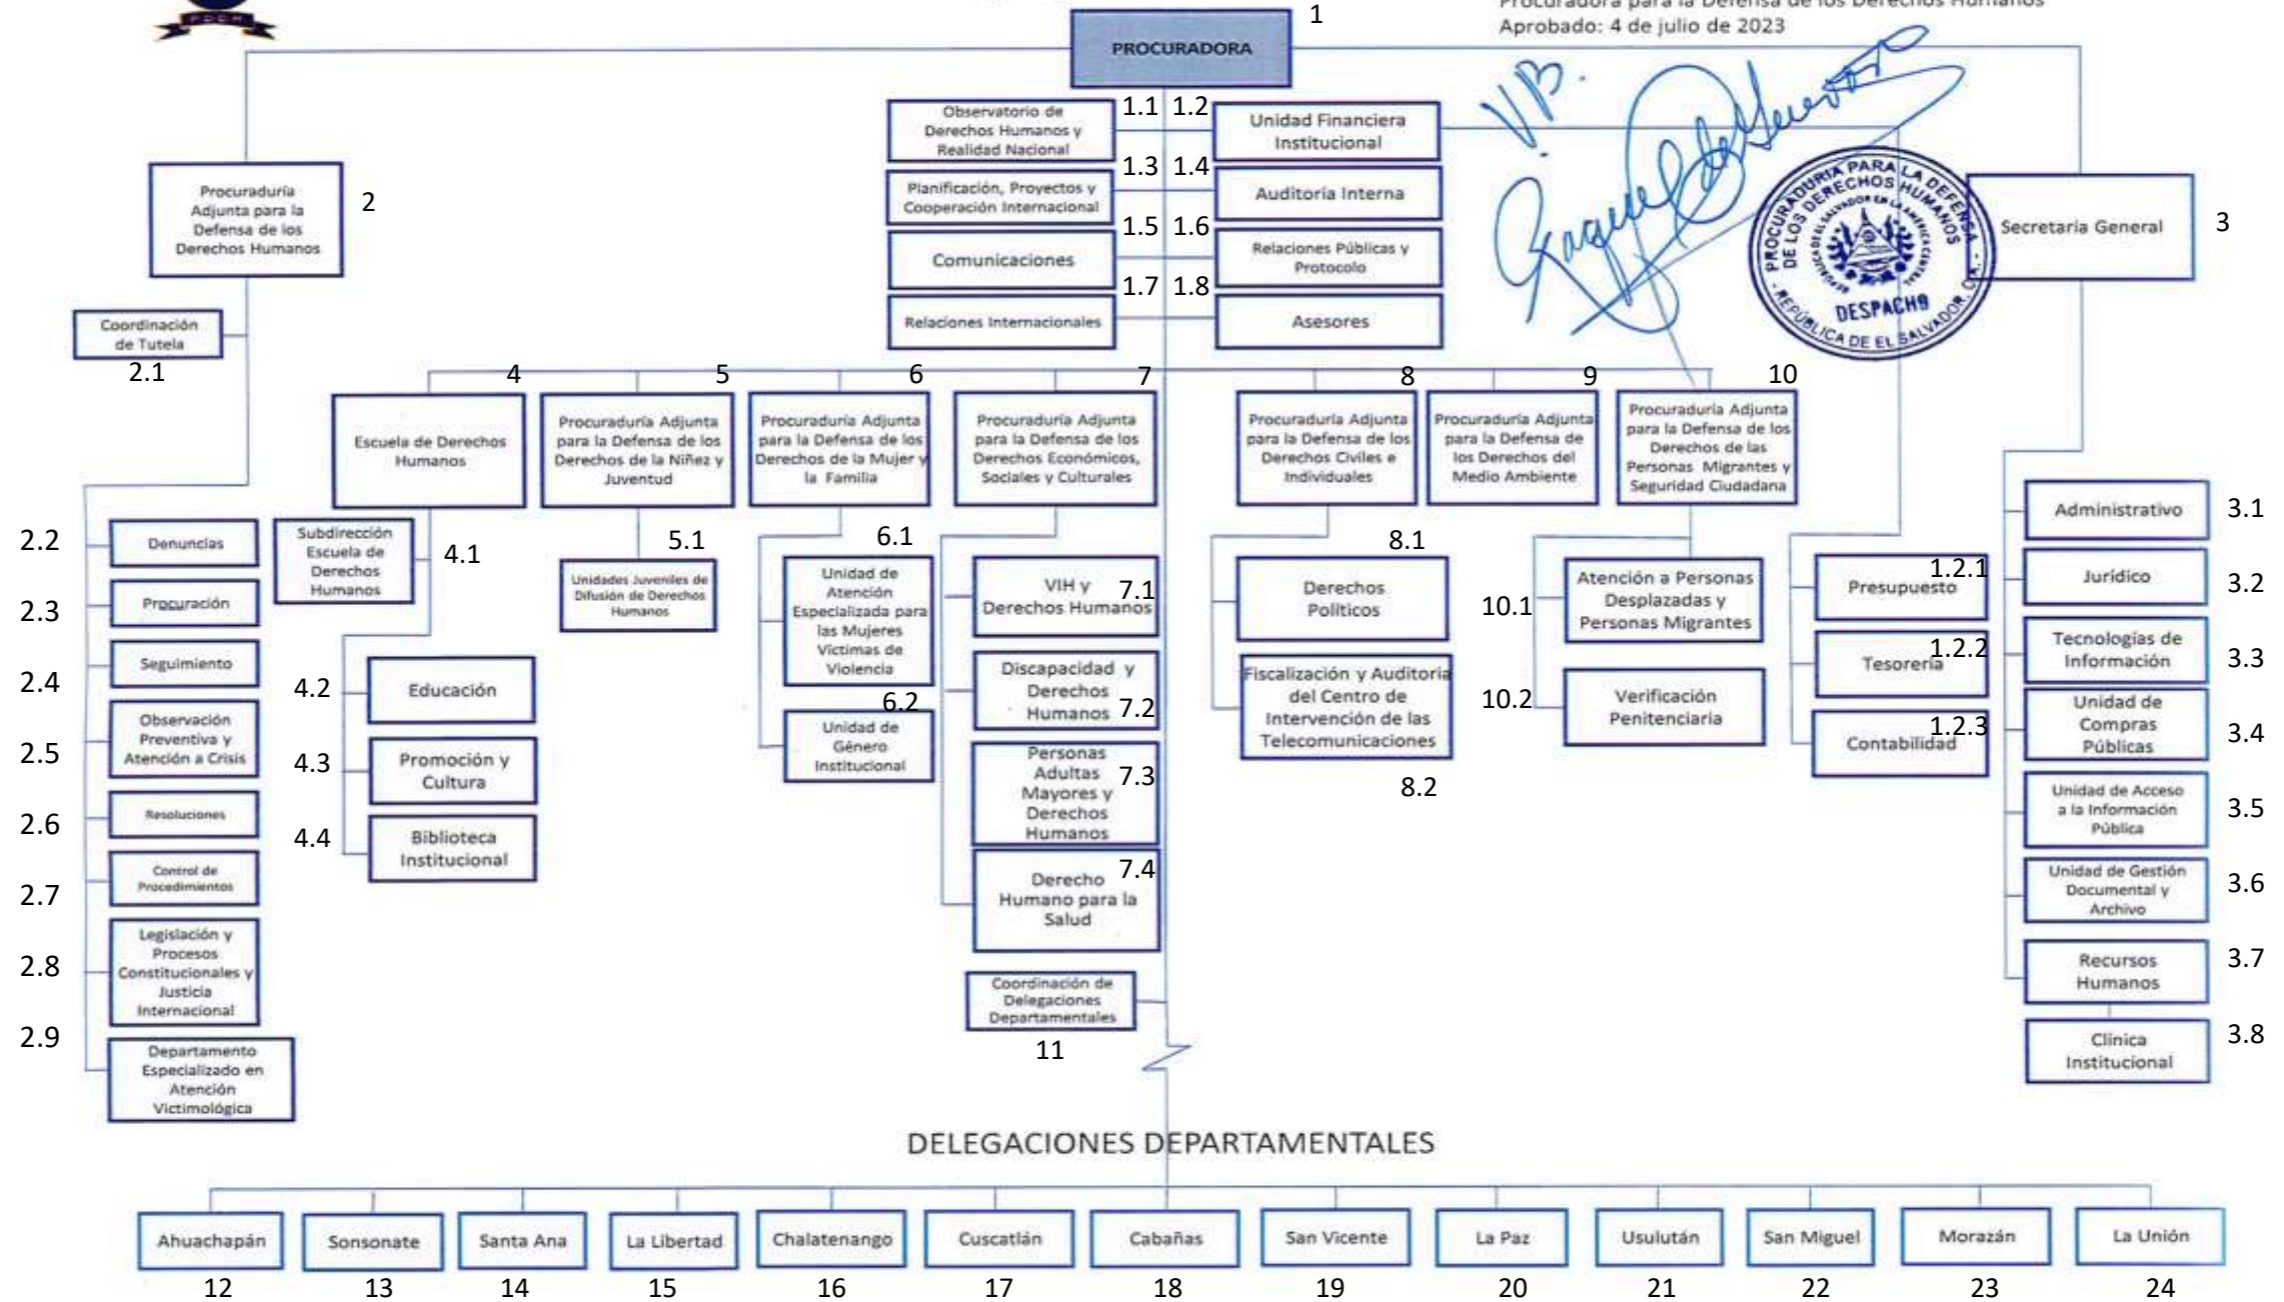 PDDH
Procuradora para la Defensa de los Derechos Humanos
Aprobado: 4 de julio de 2023
PROCURADORA
1
Observatorio de
Derechos Humanos y
Realidad Nacional
1.1
1.2
Unidad Financiera
Institucional
Planificación, Proyectos y
Cooperación Internacional
1.3
1.4
Auditoria Interna
Comunicaciones
1.5
1.6
Relaciones Públicas y
Protocolo
Relaciones Internacionales
1.7
1.8
Asesores
Procuraduría
Adjunta para la
Defensa de los
Derechos Humanos
2
Coordinación
de Tutela
2.1
PROCURADURIA PARA LA DEFENSA
DE LOS DERECHOS HUMANOS
DESPACHO
REPÚBLICA DE EL SALVADOR, C.A.
Secretaria General
3
4
5
6
7
8
9
10
Escuela de Derechos
Humanos
Procuraduría Adjunta
para la Defensa de los
Derechos de la Niñez y
Juventud
Procuraduría Adjunta
para la Defensa de los
Derechos de la Mujer y
la Familia
Procuraduría Adjunta
para la Defensa de los
Derechos Económicos,
Sociales y Culturales
Procuraduría Adjunta
para la Defensa de los
Derechos Civiles e
Individuales
Procuraduría Adjunta
para la Defensa de
los Derechos del
Medio Ambiente
Procuraduría Adjunta
para la Defensa de los
Derechos de las
Personas Migrantes y
Seguridad Ciudadana
2.2
Denuncias
2.3
Procuración
2.4
Seguimiento
2.5
Observación
Preventiva y
Atención a Crisis
2.6
Resoluciones
2.7
Control de
Procedimientos
2.8
Legislación y
Procesos
Constitucionales y
Justicia
Internacional
2.9
Departamento
Especializado en
Atención
Victimológica
Subdirección
Escuela de
Derechos
Humanos
4.1
4.2
Educación
4.3
Promoción y
Cultura
4.4
Biblioteca
Institucional
5.1
Unidades Juveniles de
Difusión de Derechos
Humanos
6.1
Unidad de
Atención
Especializada para
las Mujeres
Víctimas de
Violencia
6.2
Unidad de
Género
Institucional
VIH y
Derechos Humanos
7.1
Discapacidad y
Derechos
Humanos
7.2
Personas
Adultas
Mayores y
Derechos
Humanos
7.3
Derecho
Humano para la
Salud
7.4
8.1
Derechos
Políticos
Fiscalización y Auditoria
del Centro de
Intervención de las
Telecomunicaciones
8.2
10.1
Atención a Personas
Desplazadas y
Personas Migrantes
10.2
Verificación
Penitenciaria
Presupuesto
1.2.1
Tesorería
1.2.2
Contabilidad
1.2.3
Administrativo
3.1
Jurídico
3.2
Tecnologías de
Información
3.3
Unidad de
Compras
Públicas
3.4
Unidad de Acceso
a la Información
Pública
3.5
Unidad de Gestión
Documental y
Archivo
3.6
Recursos
Humanos
3.7
Clínica
Institucional
3.8
Coordinación de
Delegaciones
Departamentales
11
DELEGACIONES DEPARTAMENTALES
Ahuachapán
Sonsonate
Santa Ana
La Libertad
Chalatenango
Cuscatlán
Cabañas
San Vicente
La Paz
Usulután
San Miguel
Morazán
La Unión
12
13
14
15
16
17
18
19
20
21
22
23
24